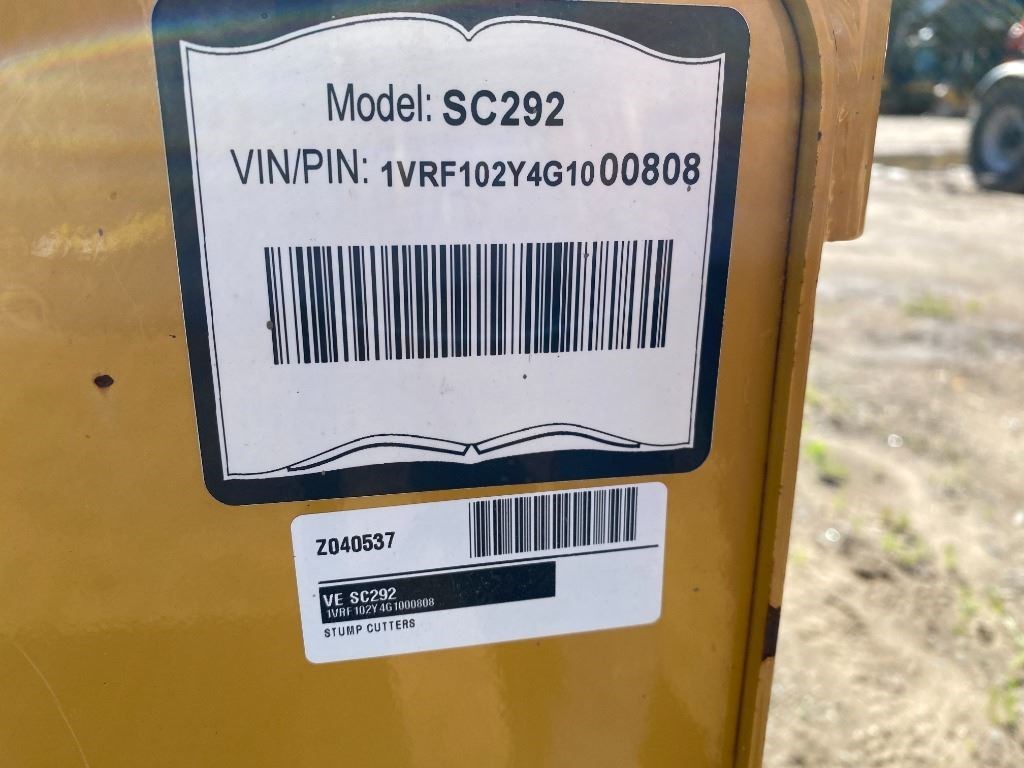 Model: SC292
VIN/PIN: 1VRF102Y4G1000808
Z040537
VE SC292
1VRF102Y4G1000808
STUMP CUTTERS